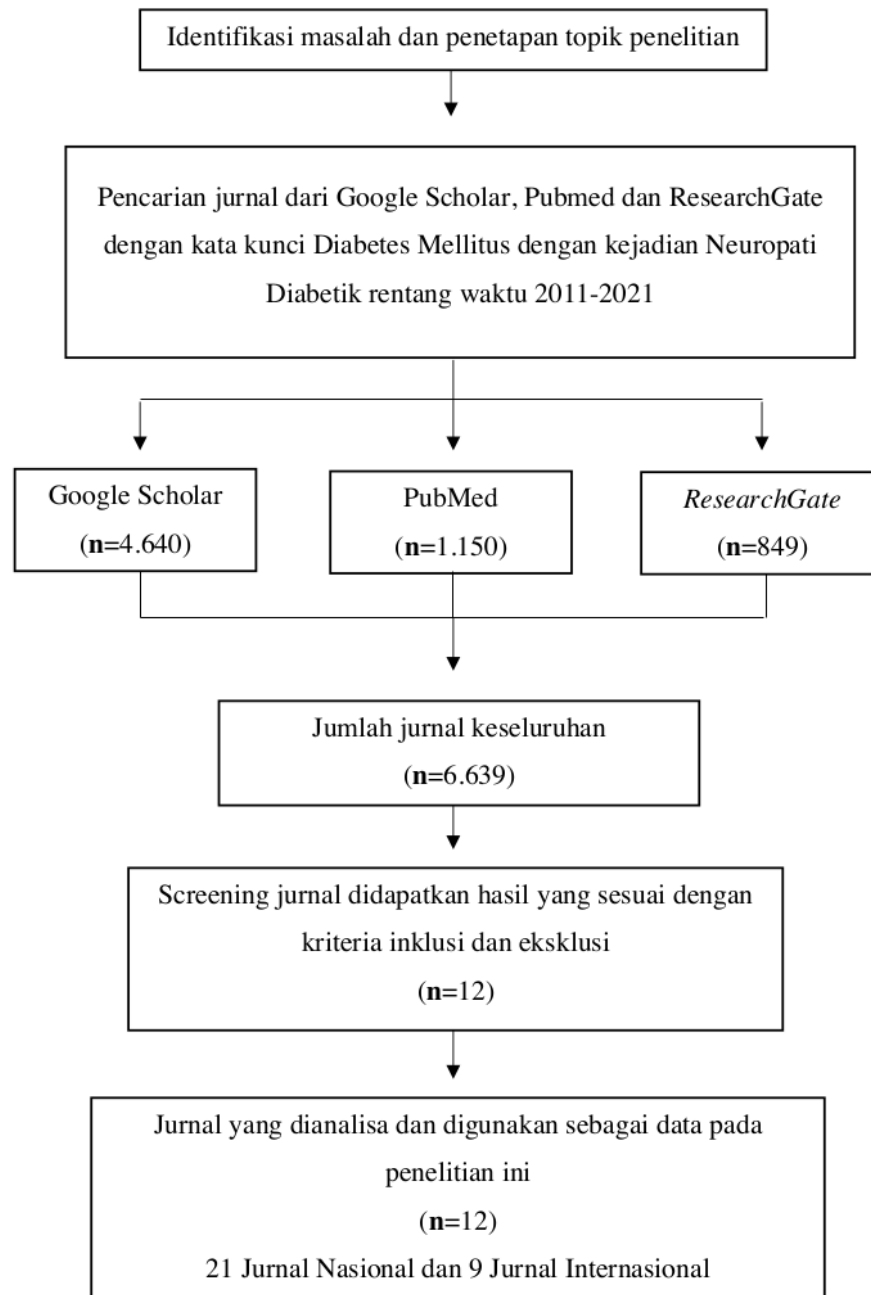 Identifikasi masalah dan penetapan topik penelitian
Pencarian jurnal dari Google Scholar, Pubmed dan ResearchGate
dengan kata kunci Diabetes Mellitus dengan kejadian Neuropati
Diabetik rentang waktu 2011-2021
Google Scholar
(n=4.640)
PubMed
(n=1.150)
ResearchGate
(n=849)
Jumlah jurnal keseluruhan
(n=6.639)
Screening jurnal didapatkan hasil yang sesuai dengan
kriteria inklusi dan eksklusi
(n=12)
Jurnal yang dianalisa dan digunakan sebagai data pada
penelitian ini
(n=12)
21 Jurnal Nasional dan 9 Jurnal Internasional